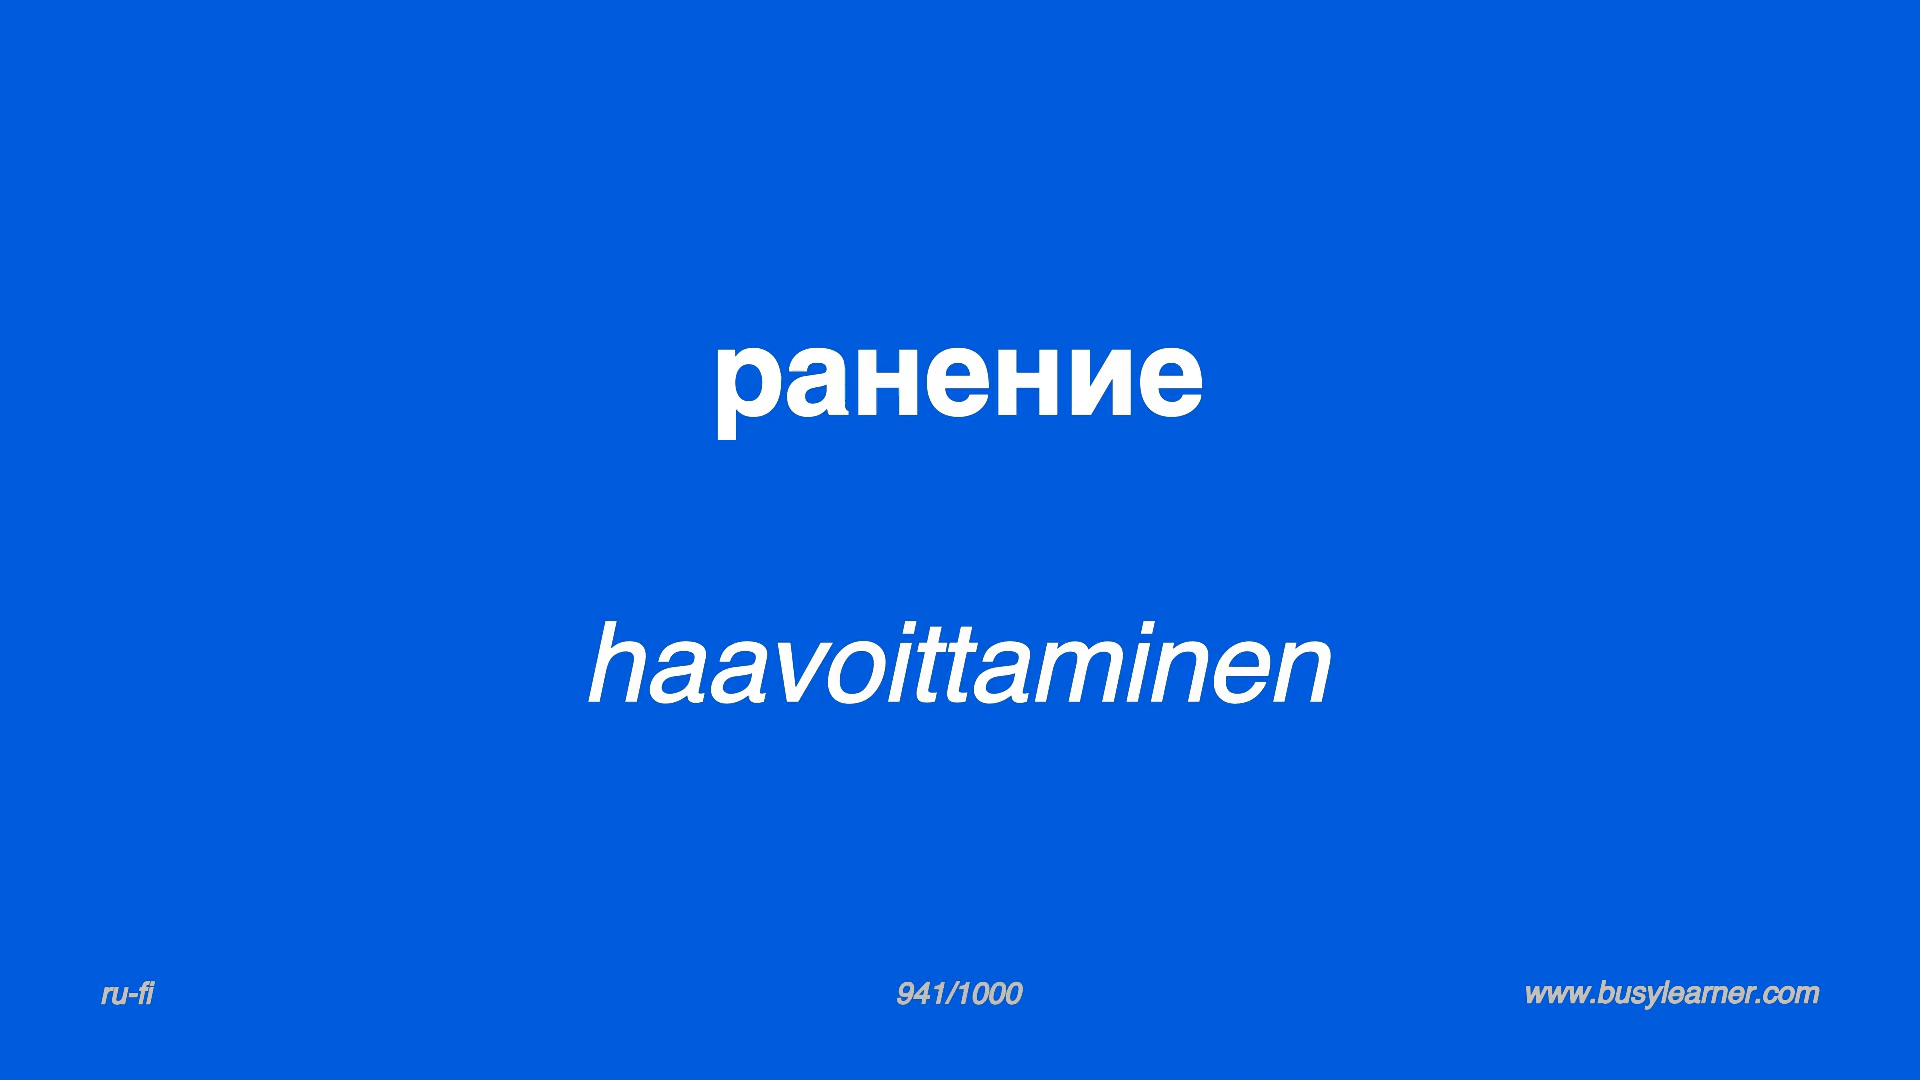 ранение
haavoittaminen
ru-fi
941/1000
www.busylearner.com